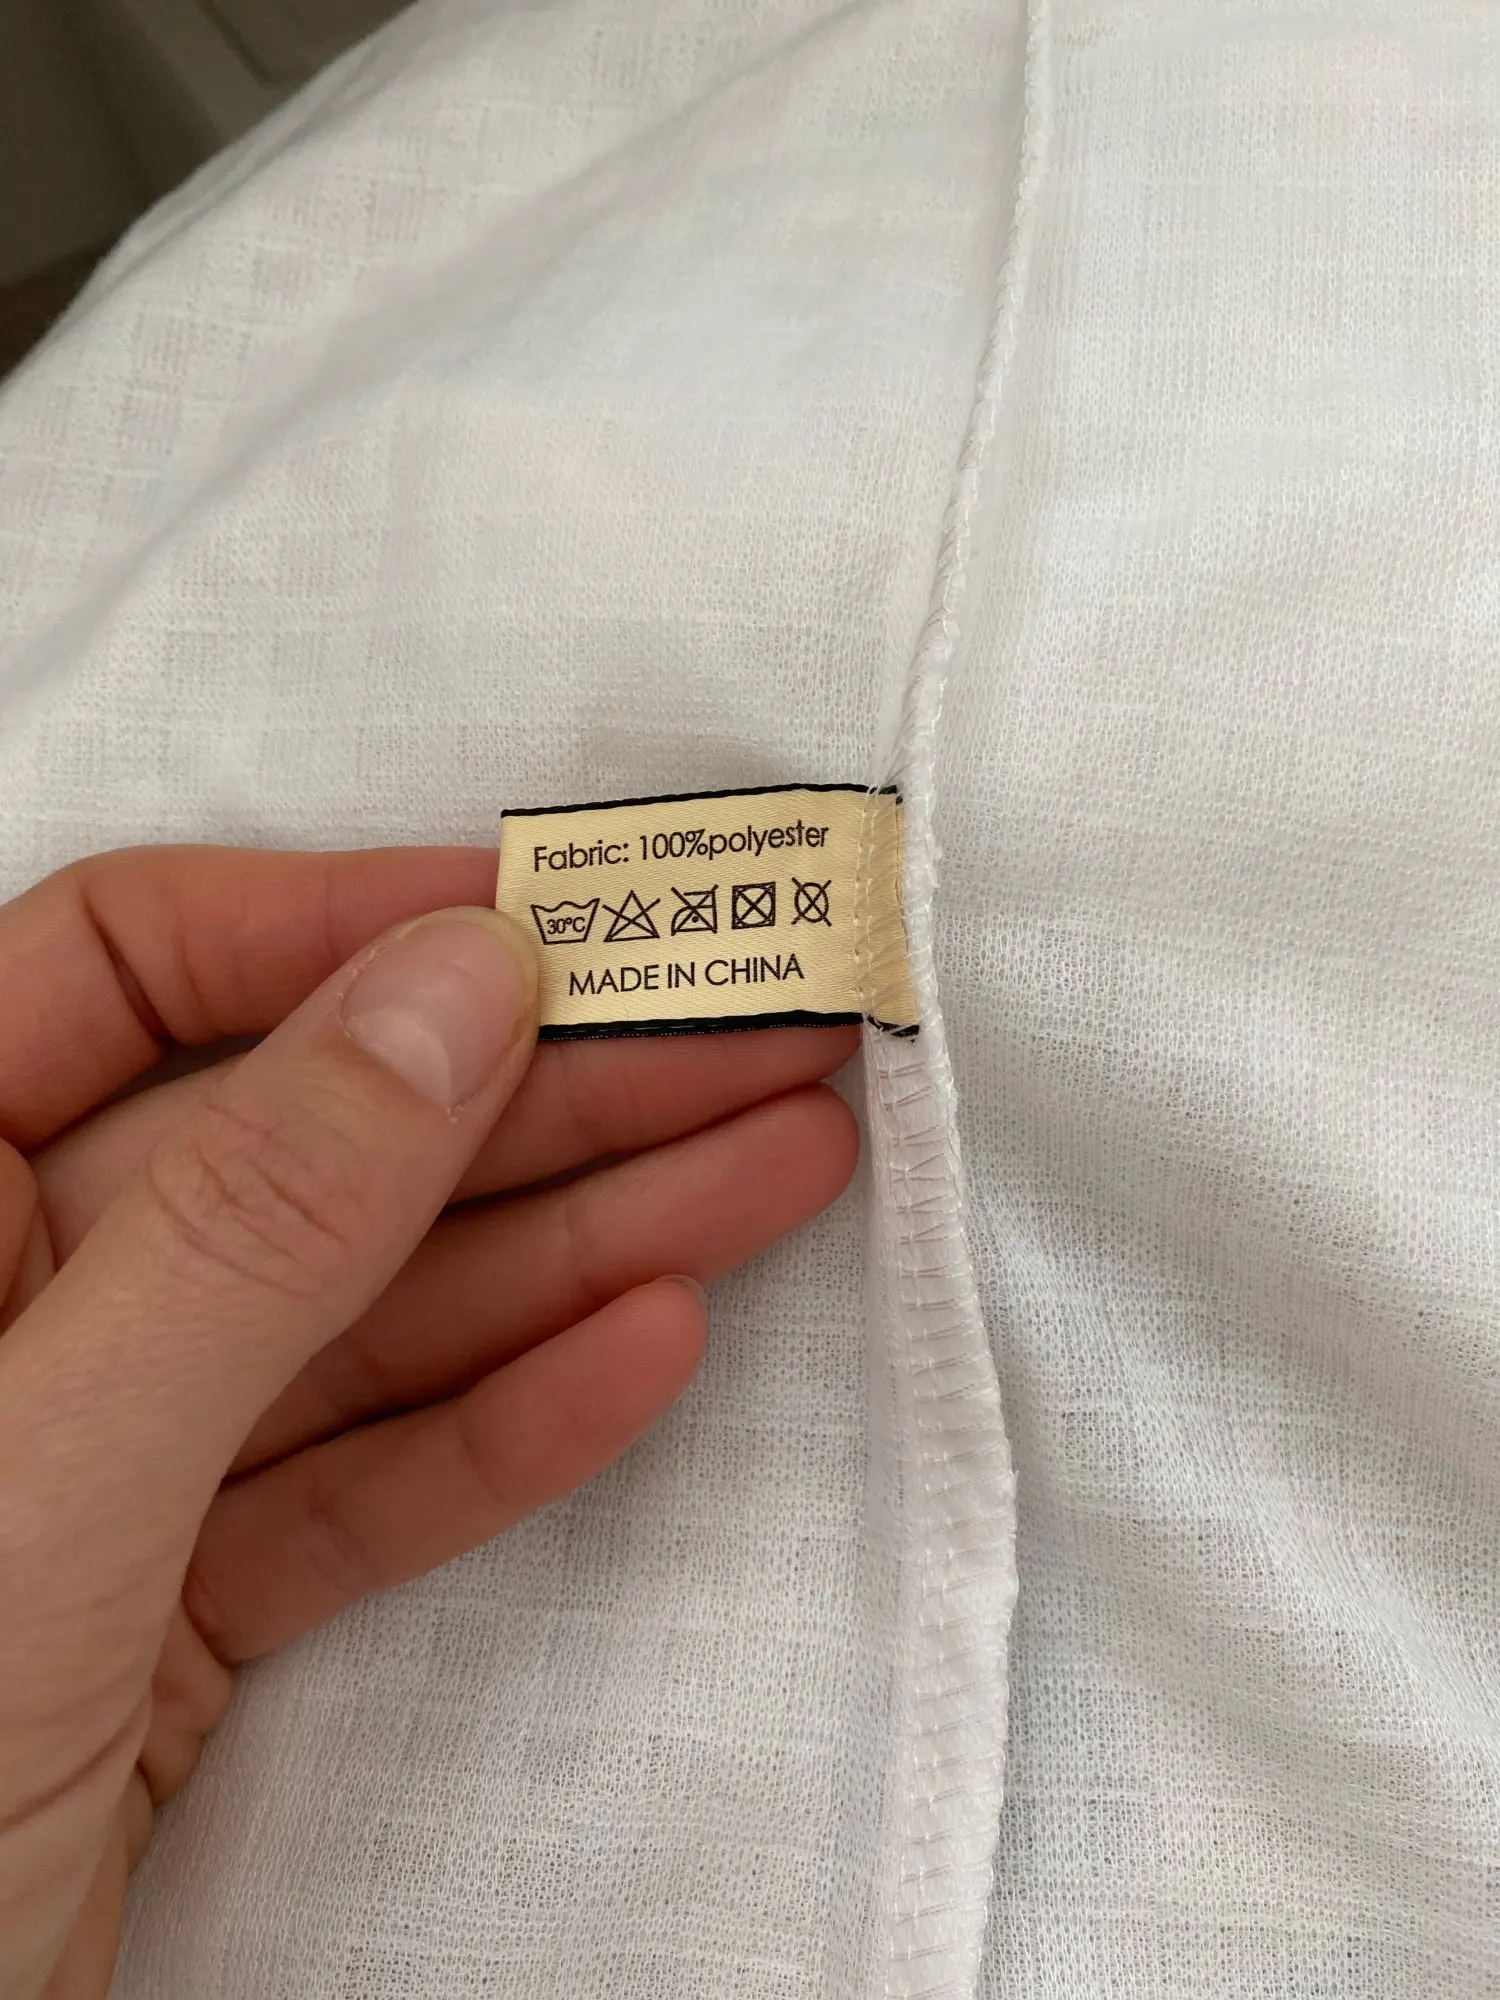 Fabric: 100%polyester
30°C
MADE IN CHINA